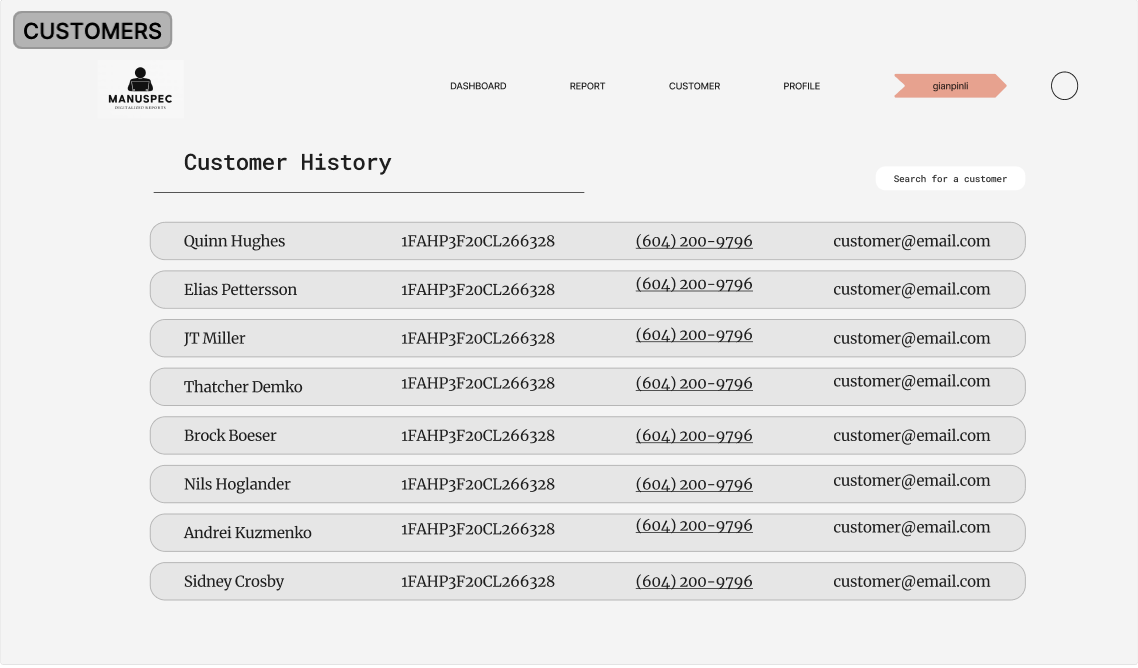 CUSTOMERS
MANUSPEC
DIGITALIZED REPORTS
DASHBOARD REPORT CUSTOMER PROFILE gianpinli
Customer History
Search for a customer
Quinn Hughes 1FAHP3F20CL266328 (604) 200-9796 customer@email.com
Elias Pettersson 1FAHP3F20CL266328 (604) 200-9796 customer@email.com
JT Miller 1FAHP3F20CL266328 (604) 200-9796 customer@email.com
Thatcher Demko 1FAHP3F20CL266328 (604) 200-9796 customer@email.com
Brock Boeser 1FAHP3F20CL266328 (604) 200-9796 customer@email.com
Nils Hoglander 1FAHP3F20CL266328 (604) 200-9796 customer@email.com
Andrei Kuzmenko 1FAHP3F20CL266328 (604) 200-9796 customer@email.com
Sidney Crosby 1FAHP3F20CL266328 (604) 200-9796 customer@email.com